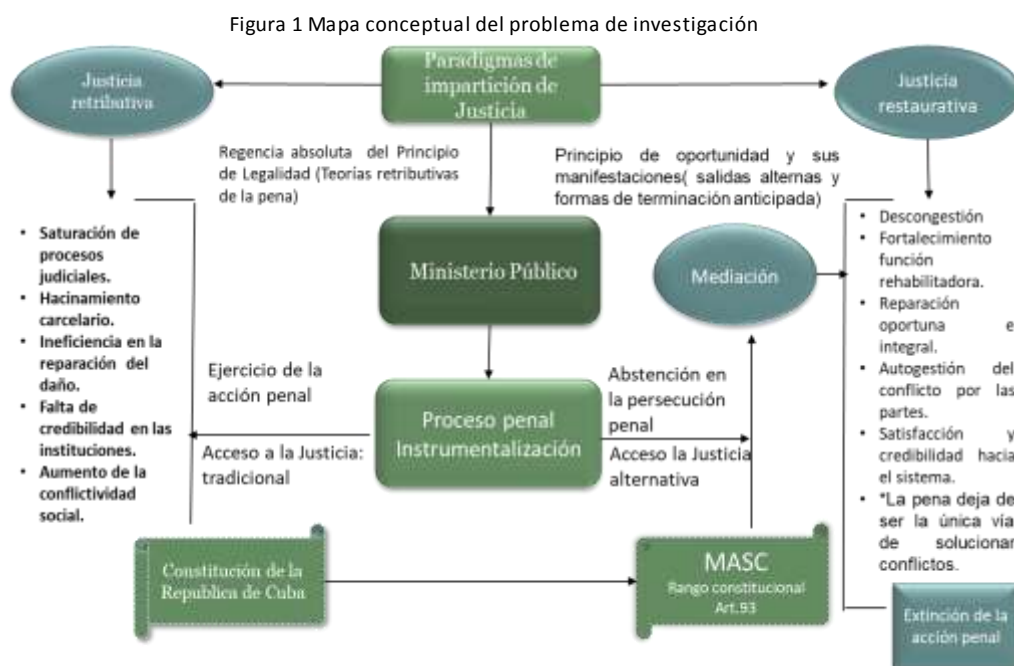 Figura 1 Mapa conceptual del problema de investigación
Justicia
retributiva
Paradigmas de
impartición de
Justicia
Justicia
restaurativa
Regencia absoluta del Principio
de Legalidad (Teorías retributivas
de la pena)
Principio de oportunidad y sus
manifestaciones( salidas alternas y
formas de terminación anticipada)
• Saturación de
procesos
judiciales.
• Hacinamiento
carcelario.
• Ineficiencia en la
reparación del
daño.
• Falta de
credibilidad en las
instituciones.
• Aumento de la
conflictividad
social.
Ministerio Público
Mediación
• Descongestión
• Fortalecimiento
función
rehabilitadora.
• Reparación
oportuna e
integral.
• Autogestión del
conflicto por las
partes.
• Satisfacción y
credibilidad hacia
el sistema.
• *La pena deja de
ser la única vía
de solucionar
conflictos.
Ejercicio de la
acción penal
Acceso a la Justicia:
tradicional
Proceso penal
Instrumentalización
Abstención en
la persecución
penal
Acceso la Justicia
alternativa
Constitución de la
Republica de Cuba
MASC
Rango constitucional
Art.93
Extinción de la
acción penal